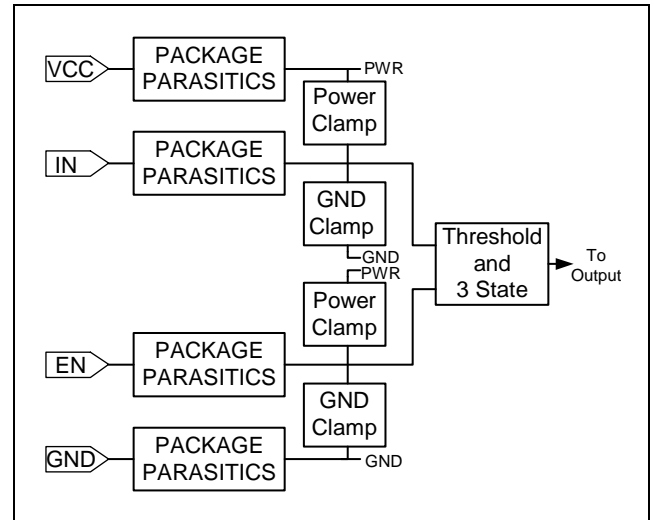 VCC
PACKAGE
PARASITICS
PWR
Power
Clamp
IN
PACKAGE
PARASITICS
GND
Clamp
GND
PWR
Threshold
and
3 State
To
Output
Power
Clamp
EN
PACKAGE
PARASITICS
GND
Clamp
GND
PACKAGE
PARASITICS
GND